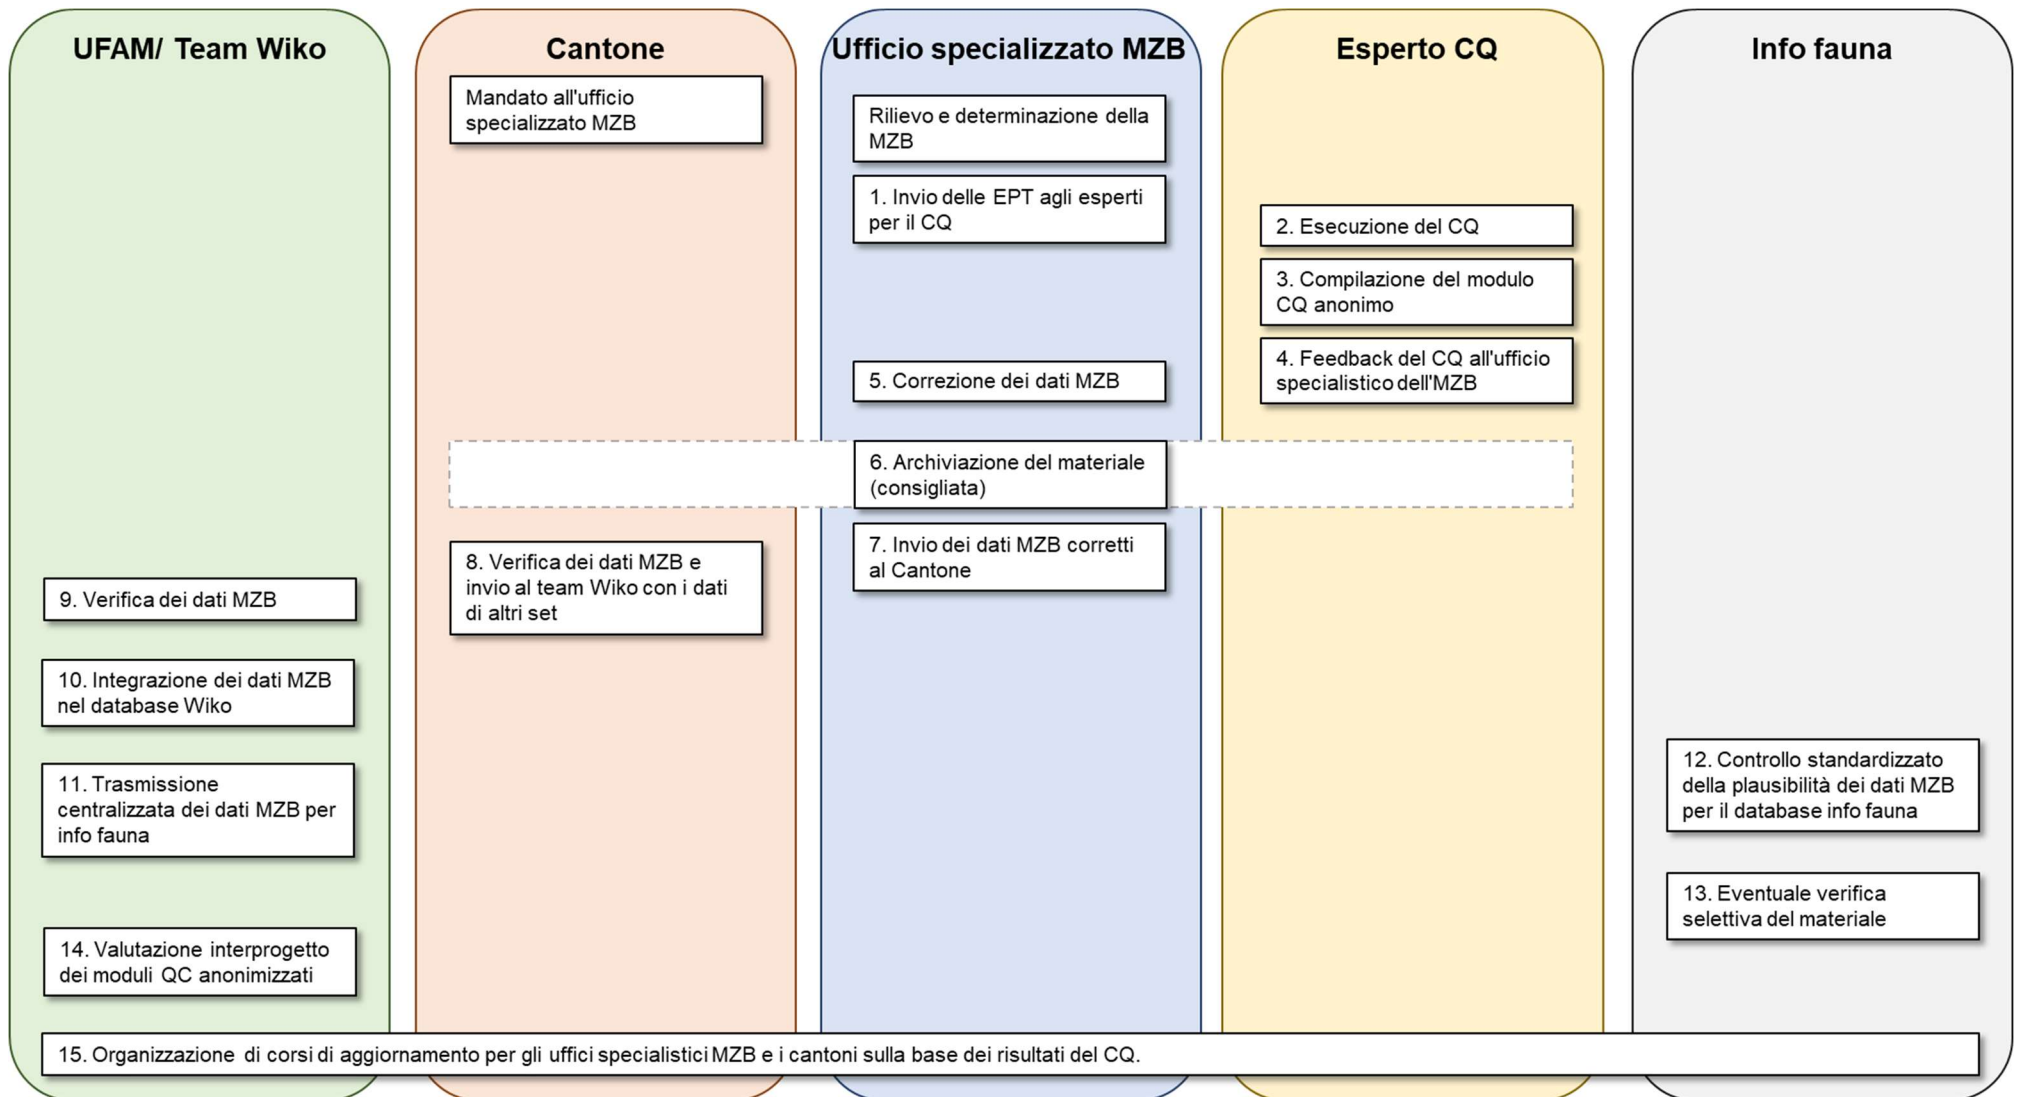 UFAM/ Team Wiko
Cantone
Ufficio specializzato MZB
Esperto CQ
Info fauna
Mandato all'ufficio
specializzato MZB
Rilievo e determinazione della
MZB
1. Invio delle EPT agli esperti
per il CQ
2. Esecuzione del CQ
3. Compilazione del modulo
CQ anonimo
4. Feedback del CQ all'ufficio
specialistico dell'MZB
5. Correzione dei dati MZB
6. Archiviazione del materiale
(consigliata)
7. Invio dei dati MZB corretti
al Cantone
8. Verifica dei dati MZB e
invio al team Wiko con i dati
di altri set
9. Verifica dei dati MZB
10. Integrazione dei dati MZB
nel database Wiko
11. Trasmissione
centralizzata dei dati MZB per
info fauna
12. Controllo standardizzato
della plausibilità dei dati MZB
per il database info fauna
13. Eventuale verifica
selettiva del materiale
14. Valutazione interprogetto
dei moduli QC anonimizzati
15. Organizzazione di corsi di aggiornamento per gli uffici specialistici MZB e i cantoni sulla base dei risultati del CQ.